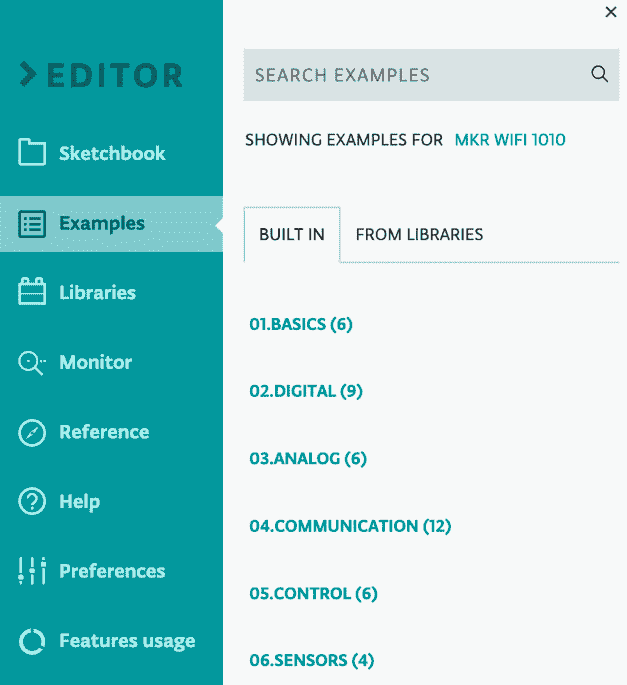 EDITOR
Sketchbook
Examples
Libraries
Monitor
Reference
Help
Preferences
Features usage
SEARCH EXAMPLES
SHOWING EXAMPLES FOR MKR WIFI 1010
BUILT IN FROM LIBRARIES
01.BASICS (6)
02.DIGITAL (9)
03.ANALOG (6)
04.COMMUNICATION (12)
05.CONTROL (6)
06.SENSORS (4)